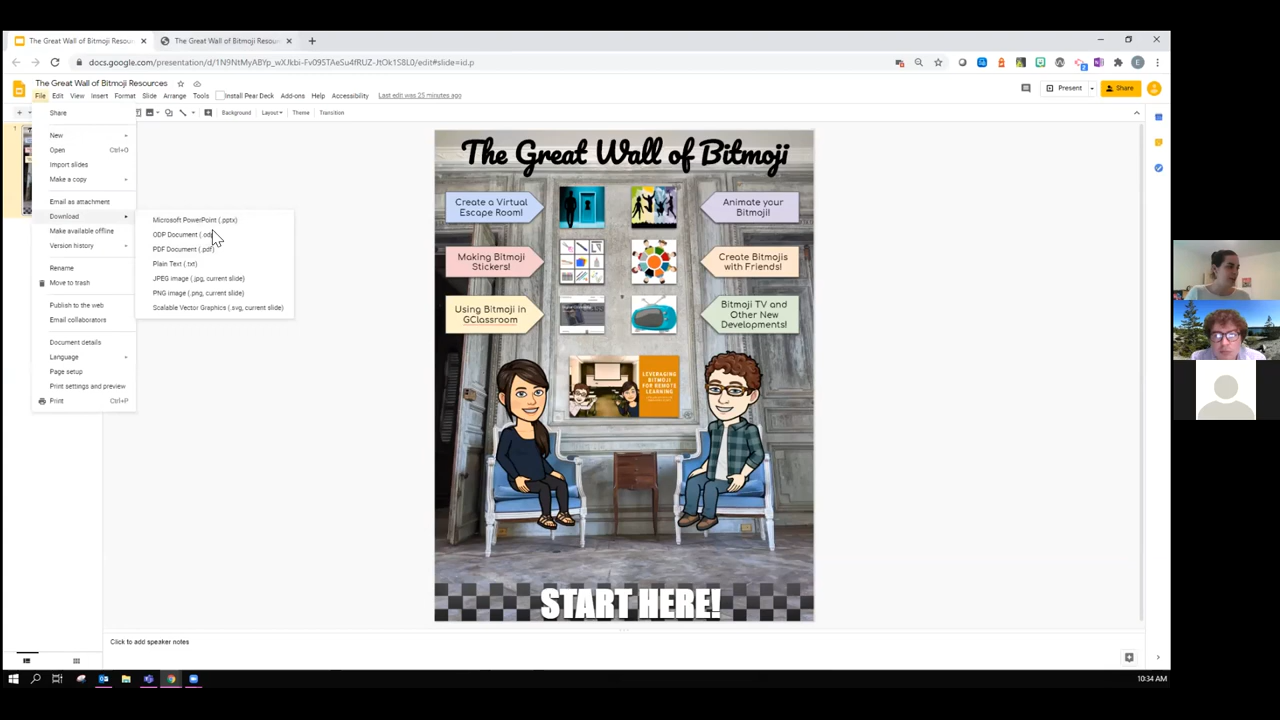 The Great Wall of Bitmoji Resou
The Great Wall of Bitmoji Resou
docs.google.com/presentation/d/1N9NtMyABYp_wXJkbi-Fv09STAeSu4fRUZ-JtOk1S8L0/edit#slide=id.p
The Great Wall of Bitmoji Resources
File Edit View Insert Format Slide Arrange Tools Install Pear Deck Add-ons Help Accessibility Last edit was 25 minutes ago
Present
Share
Background Layout Theme Transition
Share
New
Open Ctrl+O
Import slides
Make a copy
Email as attachment
Download
Make available offline
Version history
Rename
Move to trash
Publish to the web
Email collaborators
Document details
Language
Page setup
Print settings and preview
Print Ctrl+P
Microsoft PowerPoint (.pptx)
ODP Document (.od
PDF Document (.pdf)
Plain Text (.txt)
JPEG image (.jpg, current slide)
PNG image (.png, current slide)
Scalable Vector Graphics (.svg, current slide)
1
The Great Wall of Bitmoji
Create a Virtual
Escape Room!
Animate your
Bitmoji!
Making Bitmoji
Stickers!
Create Bitmojis
with Friends!
Using Bitmoji in
GClassroom
Bitmoji TV and
Other New
Developments!
LEVERAGING
BITMOJI
FOR REMOTE
LEARNING
START HERE!
Click to add speaker notes
10:34 AM